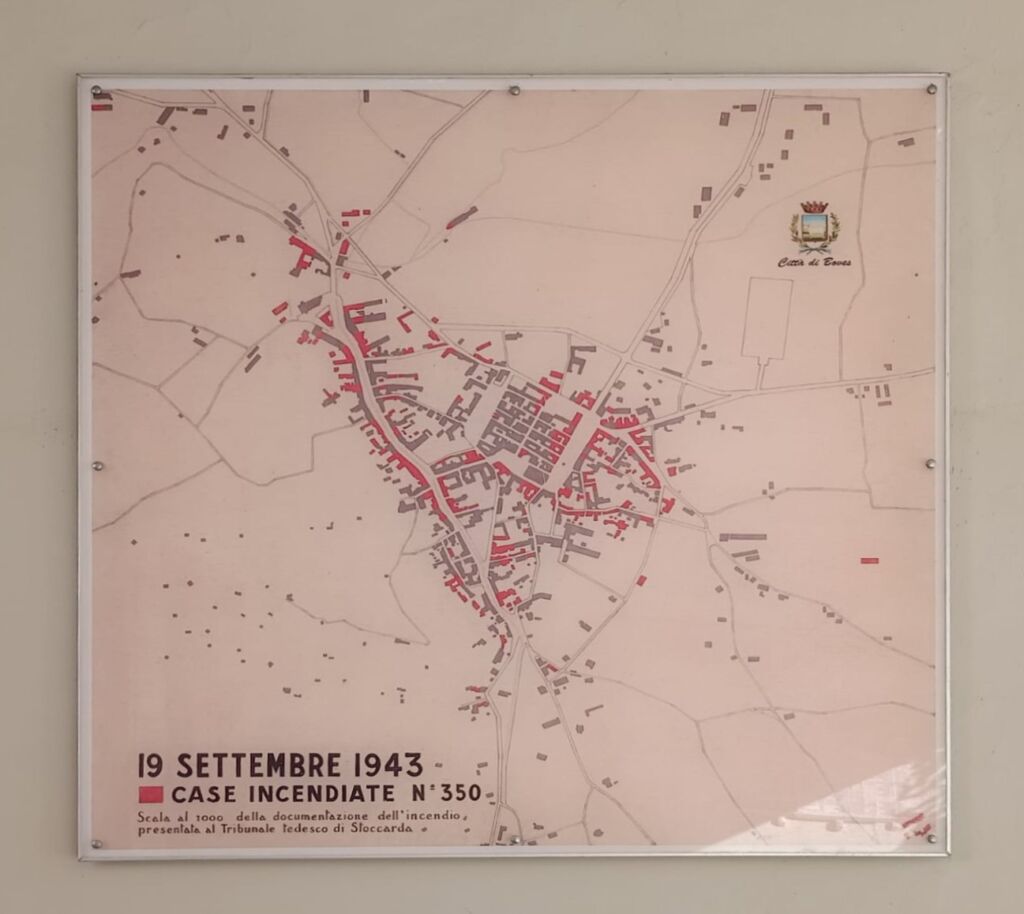 Città di Boves
19 SETTEMBRE 1943
CASE INCENDIATE N° 350
Scala al 1000 della documentazione dell'incendio,
presentata al Tribunale tedesco di Stoccarda